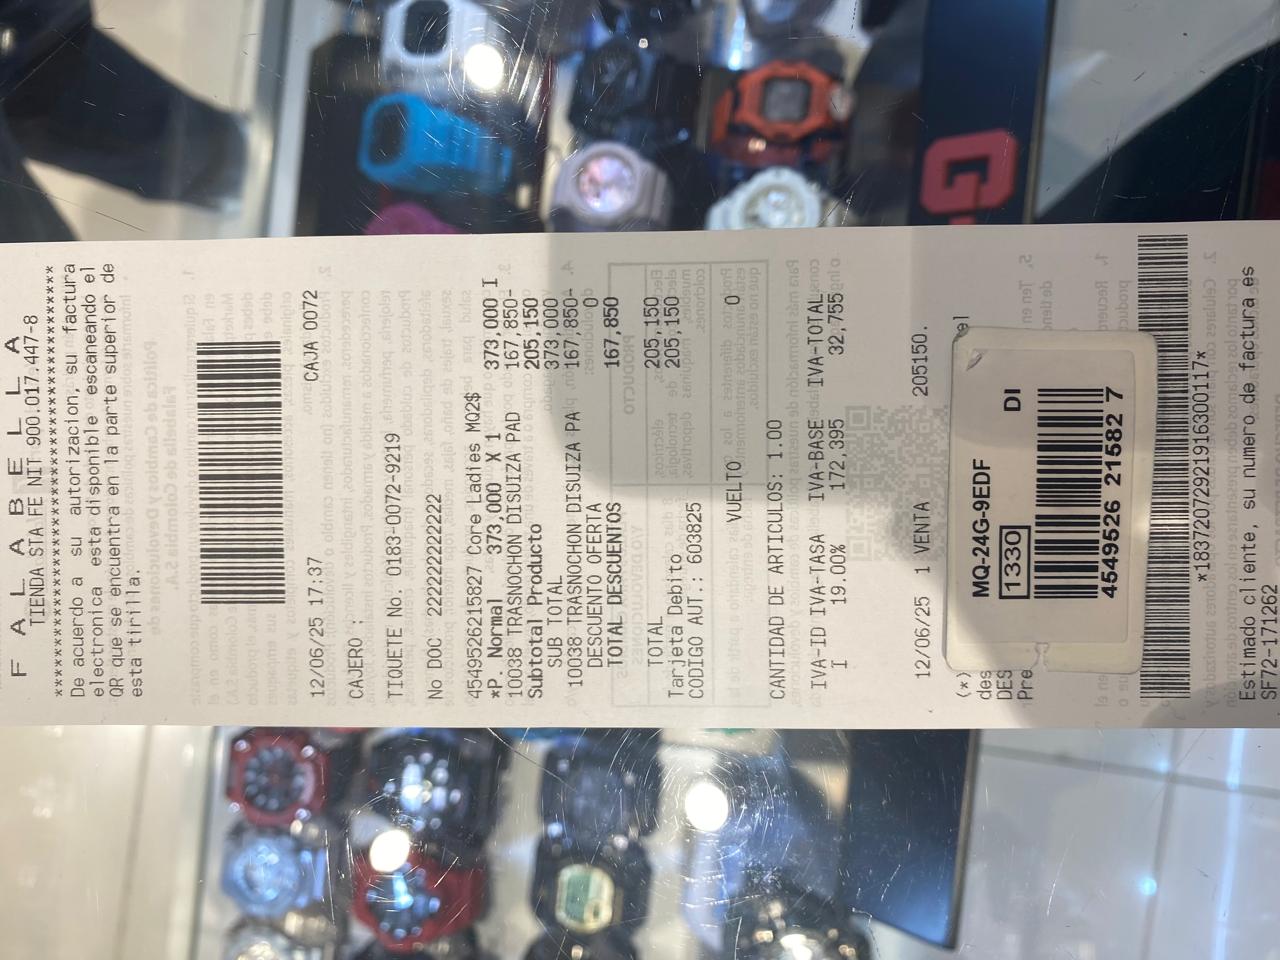 F A L A B E L L A
TIENDA STA FE NIT 900.017.447-8
De acuerdo a su autorizacion, su factura
electronica esta disponible escaneando el
QR que se encuentra en la parte superior de
esta tirilla.
12/06/25 17:37 CAJA 0072
CAJERO :
TIQUETE No. 0183-0072-9219
No DOC 222222222222
4549526215827 Core Ladies MQ2$
*P. Normal 373,000 X 1 373,000 I
10038 TRASNOCHON DISUIZA PAD 167,850-
Subtotal Producto 205,150
SUB TOTAL 373,000
10038 TRASNOCHON DISUIZA PA 167,850-
DESCUENTO OFERTA 0
TOTAL DESCUENTOS 167,850
TOTAL 205,150
Tarjeta Debito 205,150
CODIGO AUT.: 603825
VUELTO 0
CANTIDAD DE ARTICULOS: 1.00
IVA-ID IVA-TASA IVA-BASE IVA-TOTAL
I 19.00% 172,395 32,755
12/06/25 1 VENTA 205150.
(*) el
des
DES
Pre
MQ-24G-9EDF
1330 DI
4549526 21582 7
*183720729219163001​17*
Estimado cliente, su numero de factura es
SF72-171262
G-